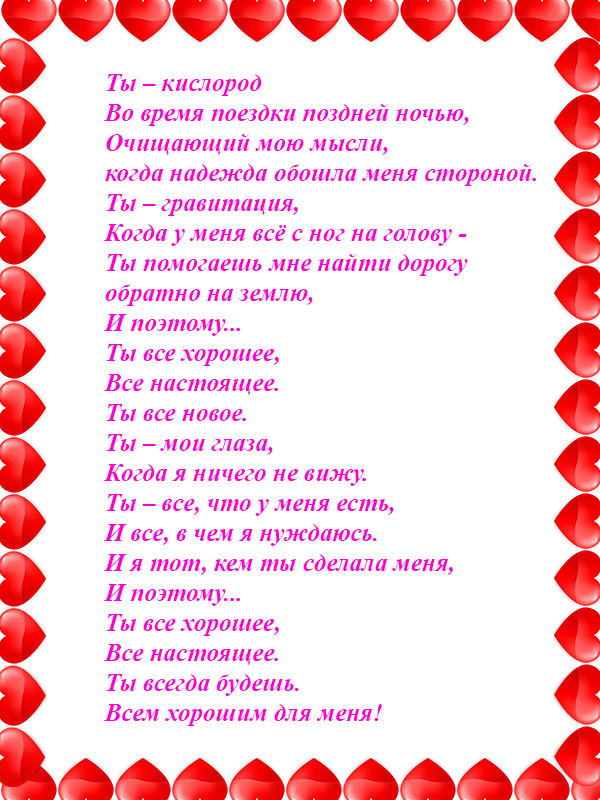 Ты – кислород
Во время поездки поздней ночью,
Очищающий мою мысли,
когда надежда обошла меня стороной.
Ты – гравитация,
Когда у меня всё с ног на голову -
Ты помогаешь мне найти дорогу
обратно на землю,
И поэтому...
Ты все хорошее,
Все настоящее.
Ты все новое.
Ты – мои глаза,
Когда я ничего не вижу.
Ты – все, что у меня есть,
И все, в чем я нуждаюсь.
И я тот, кем ты сделала меня,
И поэтому...
Ты все хорошее,
Все настоящее.
Ты всегда будешь.
Всем хорошим для меня!